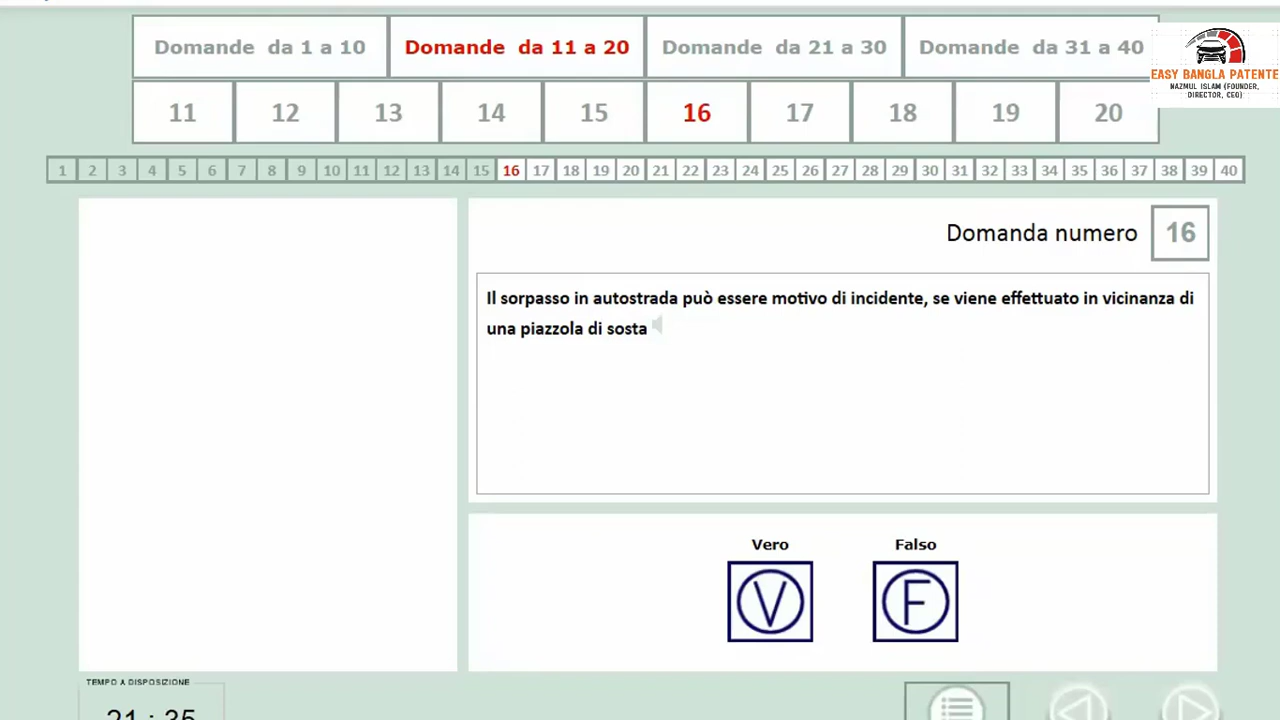 Domande da 1 a 10 Domande da 11 a 20 Domande da 21 a 30 Domande da 31 a 40
EASY BANGLA PATENTE
NAZMUL ISLAM (FOUNDER,
DIRECTOR, CEO)
11 12 13 14 15 16 17 18 19 20
1 2 3 4 5 6 7 8 9 10 11 12 13 14 15 16 17 18 19 20 21 22 23 24 25 26 27 28 29 30 31 32 33 34 35 36 37 38 39 40
Domanda numero 16
Il sorpasso in autostrada può essere motivo di incidente, se viene effettuato in vicinanza di
una piazzola di sosta
Vero Falso
V F
TEMPO A DISPOSIZIONE
21 : 35